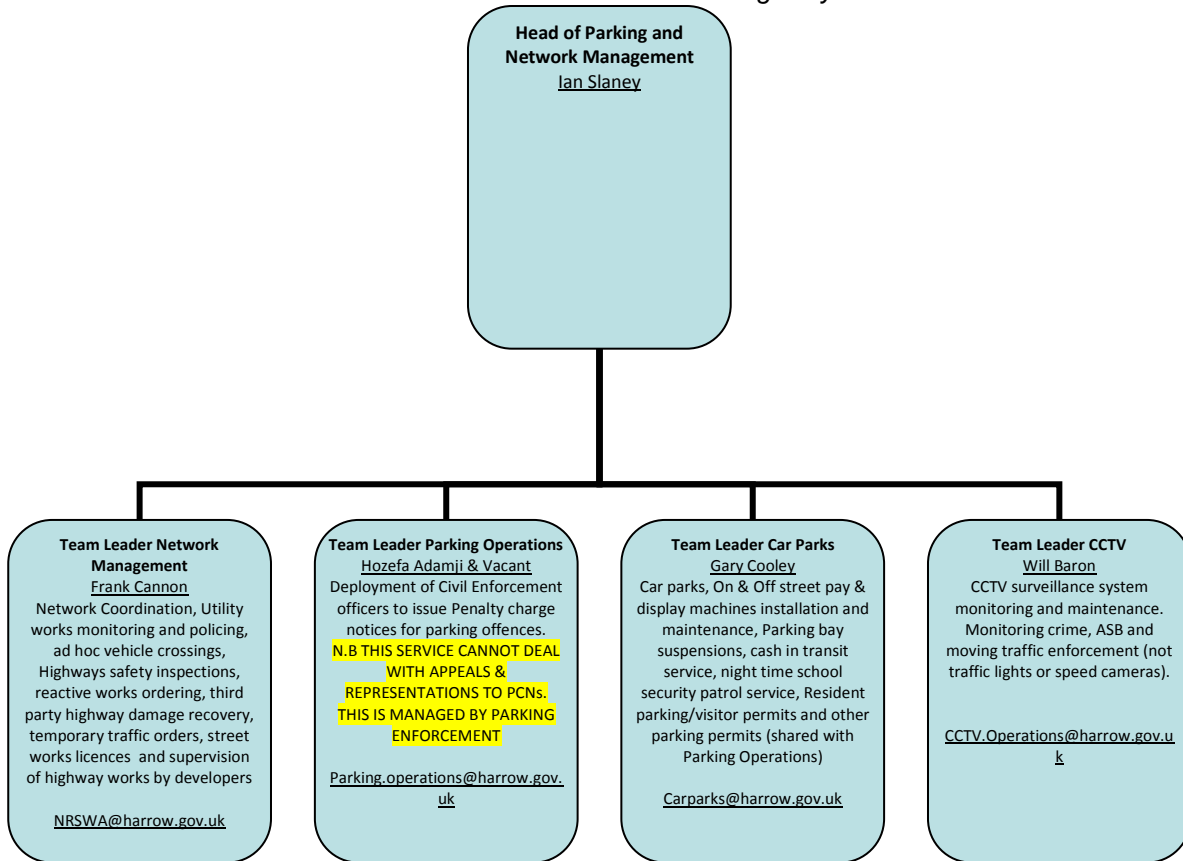 Head of Parking and
Network Management
Ian Slaney
Team Leader Network
Management
Frank Cannon
Network Coordination, Utility
works monitoring and policing,
ad hoc vehicle crossings,
Highways safety inspections,
reactive works ordering, third
party highway damage recovery,
temporary traffic orders, street
works licences and supervision
of highway works by developers
NRSWA@harrow.gov.uk
Team Leader Parking Operations
Hozefa Adamji & Vacant
Deployment of Civil Enforcement
officers to issue Penalty charge
notices for parking offences.
N.B THIS SERVICE CANNOT DEAL
WITH APPEALS &
REPRESENTATIONS TO PCNs.
THIS IS MANAGED BY PARKING
ENFORCEMENT
Parking.operations@harrow.gov.
uk
Team Leader Car Parks
Gary Cooley
Car parks, On & Off street pay &
display machines installation and
maintenance, Parking bay
suspensions, cash in transit
service, night time school
security patrol service, Resident
parking/visitor permits and other
parking permits (shared with
Parking Operations)
Carparks@harrow.gov.uk
Team Leader CCTV
Will Baron
CCTV surveillance system
monitoring and maintenance.
Monitoring crime, ASB and
moving traffic enforcement (not
traffic lights or speed cameras).
CCTV.Operations@harrow.gov.u
k